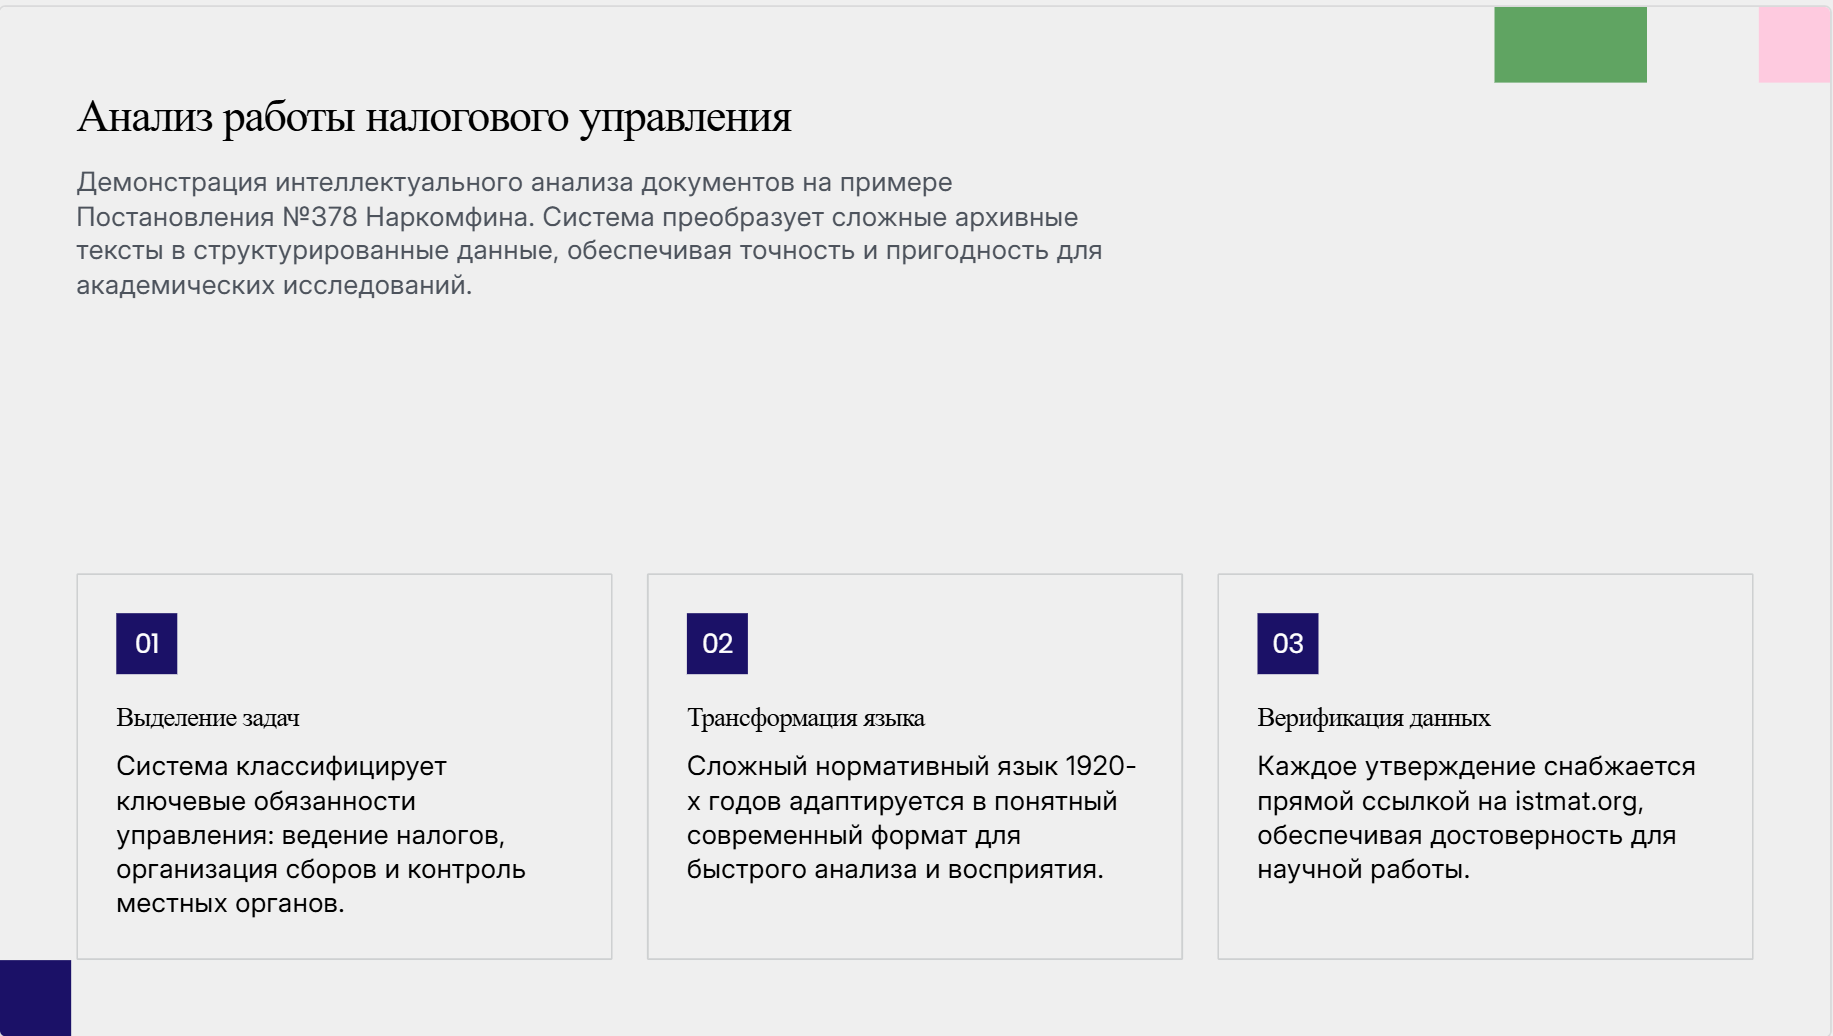 Анализ работы налогового управления
Демонстрация интеллектуального анализа документов на примере
Постановления №378 Наркомфина. Система преобразует сложные архивные
тексты в структурированные данные, обеспечивая точность и пригодность для
академических исследований.
01
Выделение задач
Система классифицирует
ключевые обязанности
управления: ведение налогов,
организация сборов и контроль
местных органов.
02
Трансформация языка
Сложный нормативный язык 1920-
х годов адаптируется в понятный
современный формат для
быстрого анализа и восприятия.
03
Верификация данных
Каждое утверждение снабжается
прямой ссылкой на istmat.org,
обеспечивая достоверность для
научной работы.